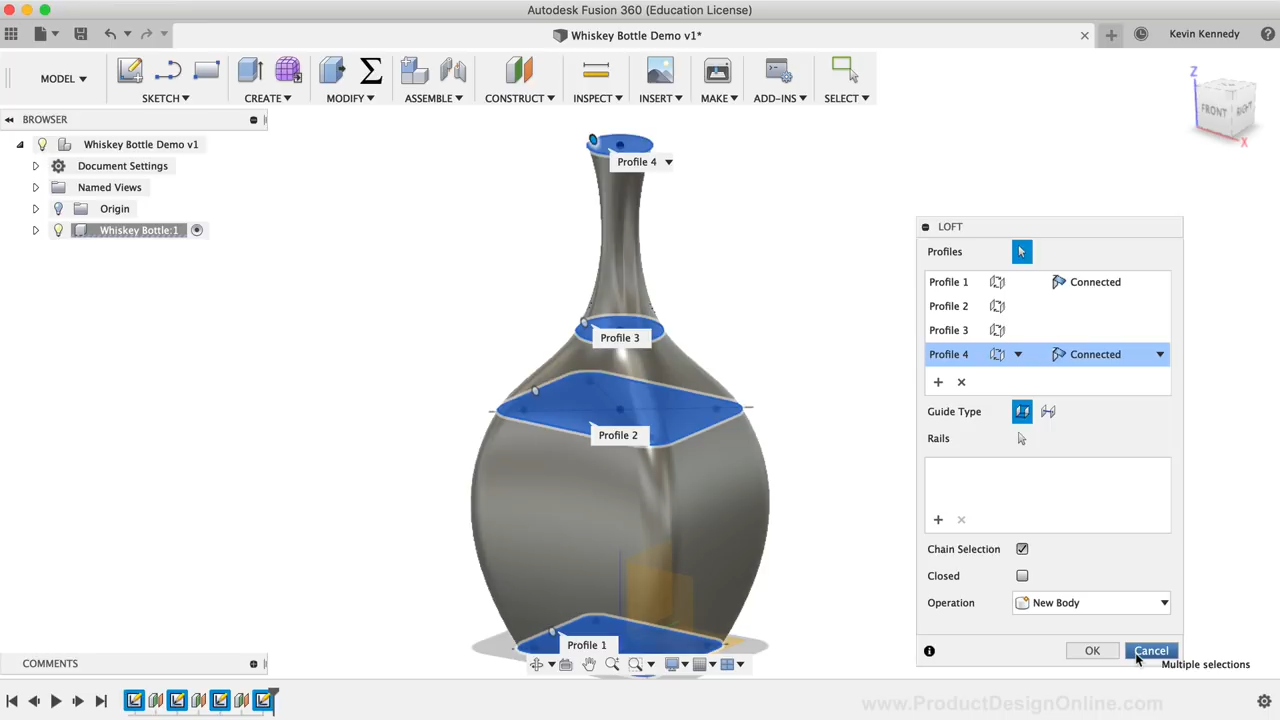 Autodesk Fusion 360 (Education License)
Whiskey Bottle Demo v1*
Kevin Kennedy
MODEL
SKETCH
CREATE
MODIFY
ASSEMBLE
CONSTRUCT
INSPECT
INSERT
MAKE
ADD-INS
SELECT
BROWSER
Whiskey Bottle Demo v1
Document Settings
Named Views
Origin
Whiskey Bottle:1
Z
FRONT
RIGHT
X
Profile 4
Profile 3
Profile 2
Profile 1
LOFT
Profiles
Profile 1 Connected
Profile 2
Profile 3
Profile 4 Connected
Guide Type
Rails
Chain Selection
Closed
Operation New Body
OK Cancel
Multiple selections
COMMENTS
www.ProductDesignOnline.com